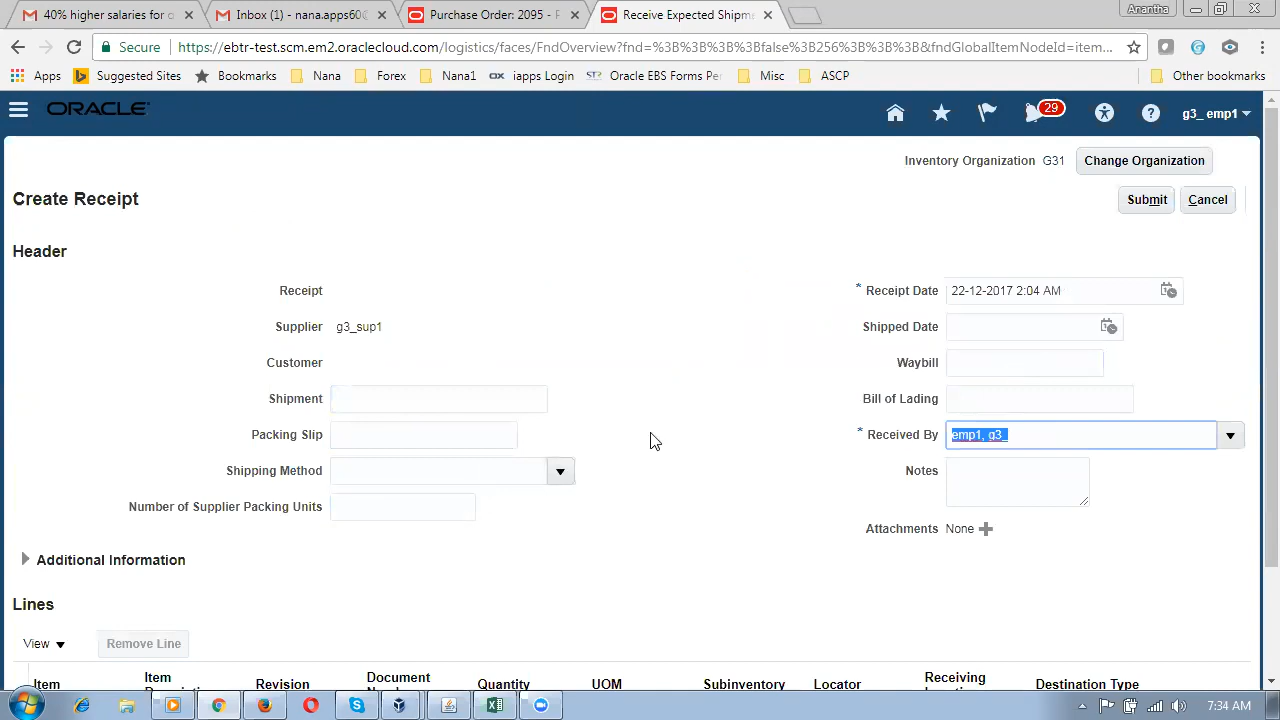 40% higher salaries for
Inbox (1) - nana.apps60@
Purchase Order: 2095 - P
Receive Expected Shipm
Anantha
Secure
https://ebtr-test.scm.em2.oraclecloud.com/logistics/faces/FndOverview?fnd=%3B%3B%3B%3Bfalse%3B256%3B%3B%3B&fndGlobalItemNodeId=item...
Apps
Suggested Sites
Bookmarks
Nana
Forex
Nana1
OX
iapps Login
Oracle EBS Forms Pe
Misc
ASCP
Other bookmarks
ORACLE
29
g3_ emp1
Inventory Organization G31
Change Organization
Create Receipt
Submit
Cancel
Header
Receipt
* Receipt Date 22-12-2017 2:04 AM
Supplier g3_sup1
Shipped Date
Customer
Waybill
Shipment
Bill of Lading
Packing Slip
* Received By emp1, g3_
Shipping Method
Notes
Number of Supplier Packing Units
Attachments None
Additional Information
Lines
View
Remove Line
Item
Item
Revision
Document
Quantity
UOM
Subinventory
Locator
Receiving
Destination Type
7:34 AM